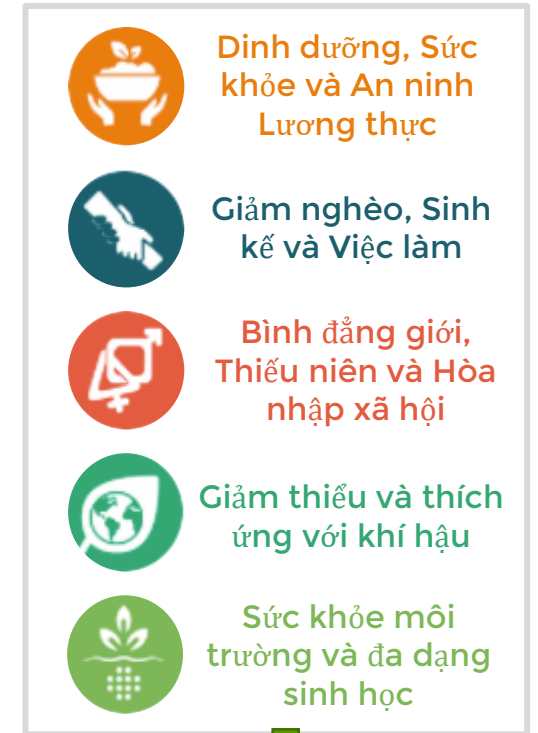 Dinh dưỡng, Sức
khỏe và An ninh
Lương thực
Giảm nghèo, Sinh
kế và Việc làm
Bình đẳng giới,
Thiếu niên và Hòa
nhập xã hội
Giảm thiểu và thích
ứng với khí hậu
Sức khỏe môi
trường và đa dạng
sinh học